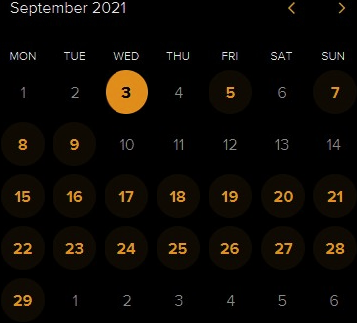 September 2021
MON TUE WED THU FRI SAT SUN
1 2 3 4 5 6 7
8 9 10 11 12 13 14
15 16 17 18 19 20 21
22 23 24 25 26 27 28
29 1 2 3 4 5 6